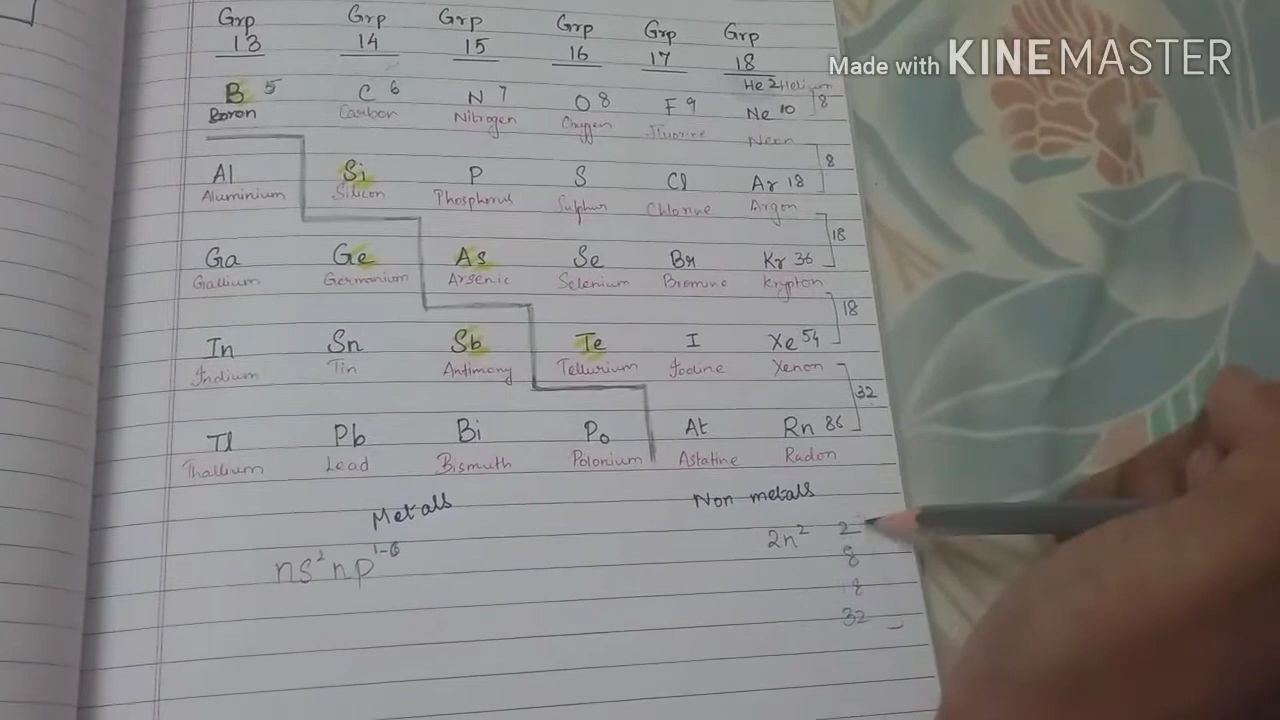 Made with KINEMASTER
Grp Grp Grp Grp Grp Grp
13 14 15 16 17 18
He 2 Helium
B 5 C 6 N 7 O 8 F 9 Ne 10 8
Boron Carbon Nitrogen Oxygen Fluorine Neon
8
Al Si P S Cl Ar 18
Aluminium Silicon Phosphorus Sulphur Chlorine Argon
18
Ga Ge As Se Br Kr 36
Gallium Germanium Arsenic Selenium Bromine Krypton
18
In Sn Sb Te I Xe 54
Indium Tin Antimony Tellurium Iodine Xenon
32
Tl Pb Bi Po At Rn 86
Thallium Lead Bismuth Polonium Astatine Radon
Metals Non metals
ns² np¹⁻⁶ 2n² 2
8
18
32